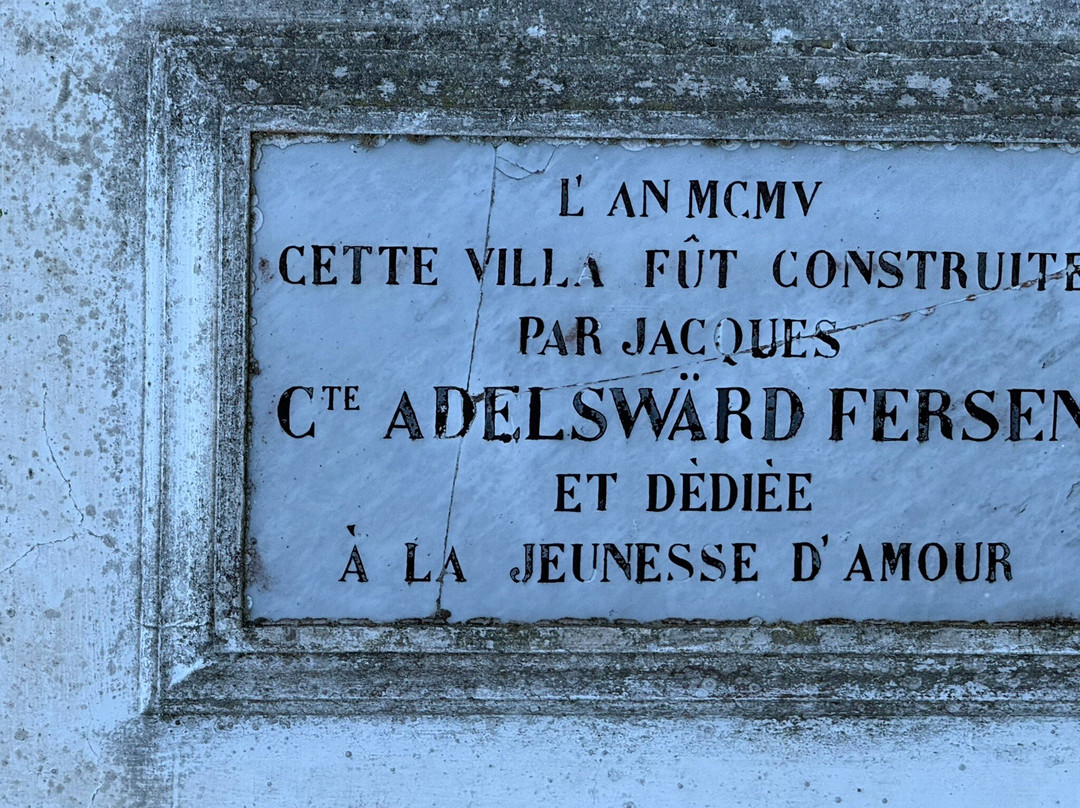 L' AN MCMV
CETTE VILLA FÛT CONSTRUITE
PAR JACQUES
CTE ADELSWÄRD FERSEN
ET DÈDIÈE
À LA JEUNESSE D'AMOUR